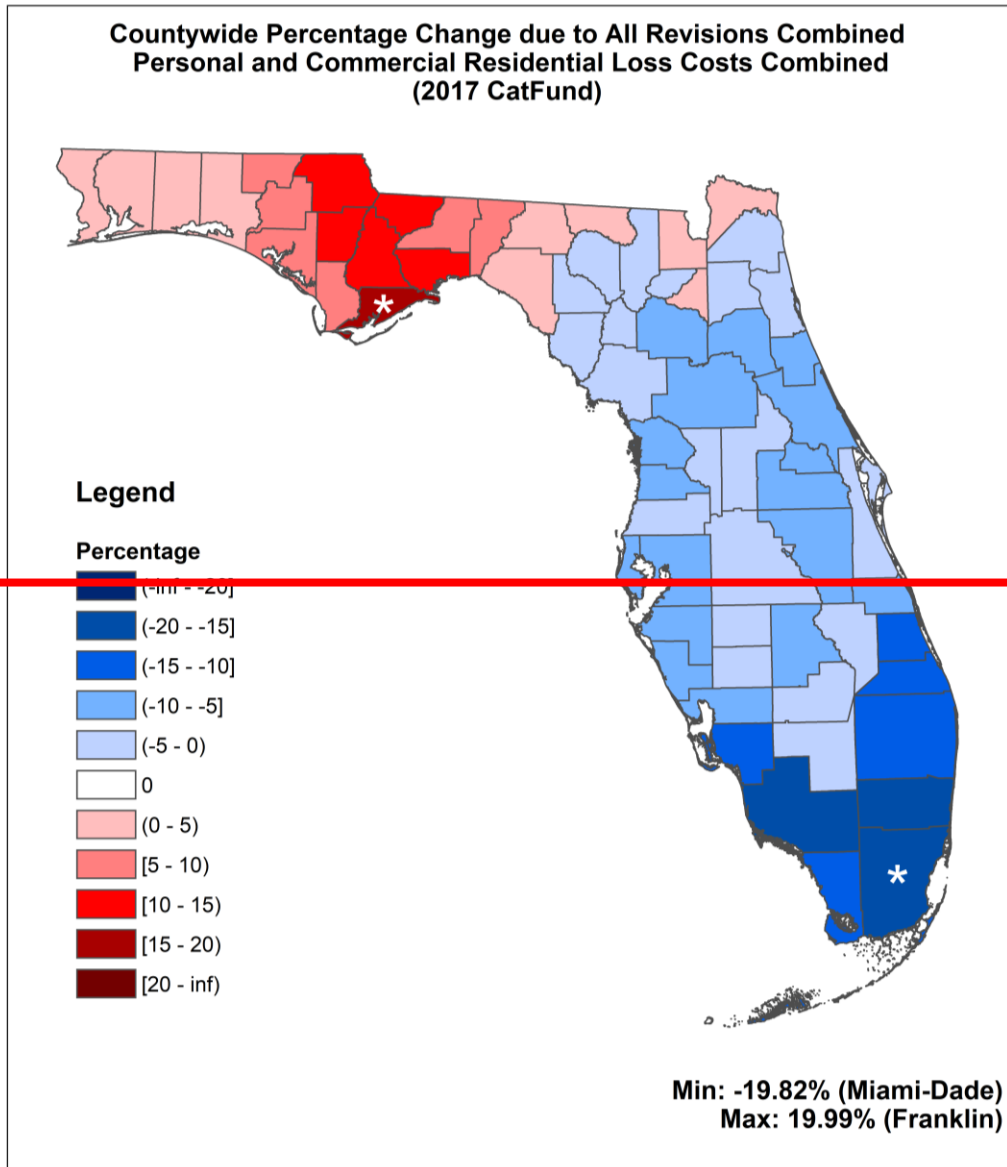 Countywide Percentage Change due to All Revisions Combined
Personal and Commercial Residential Loss Costs Combined
(2017 CatFund)
Legend
Percentage
(-inf - -20]
(-20 - -15]
(-15 - -10]
(-10 - -5]
(-5 - 0)
0
(0 - 5)
[5 - 10)
[10 - 15)
[15 - 20)
[20 - inf)
*
*
Min: -19.82% (Miami-Dade)
Max: 19.99% (Franklin)